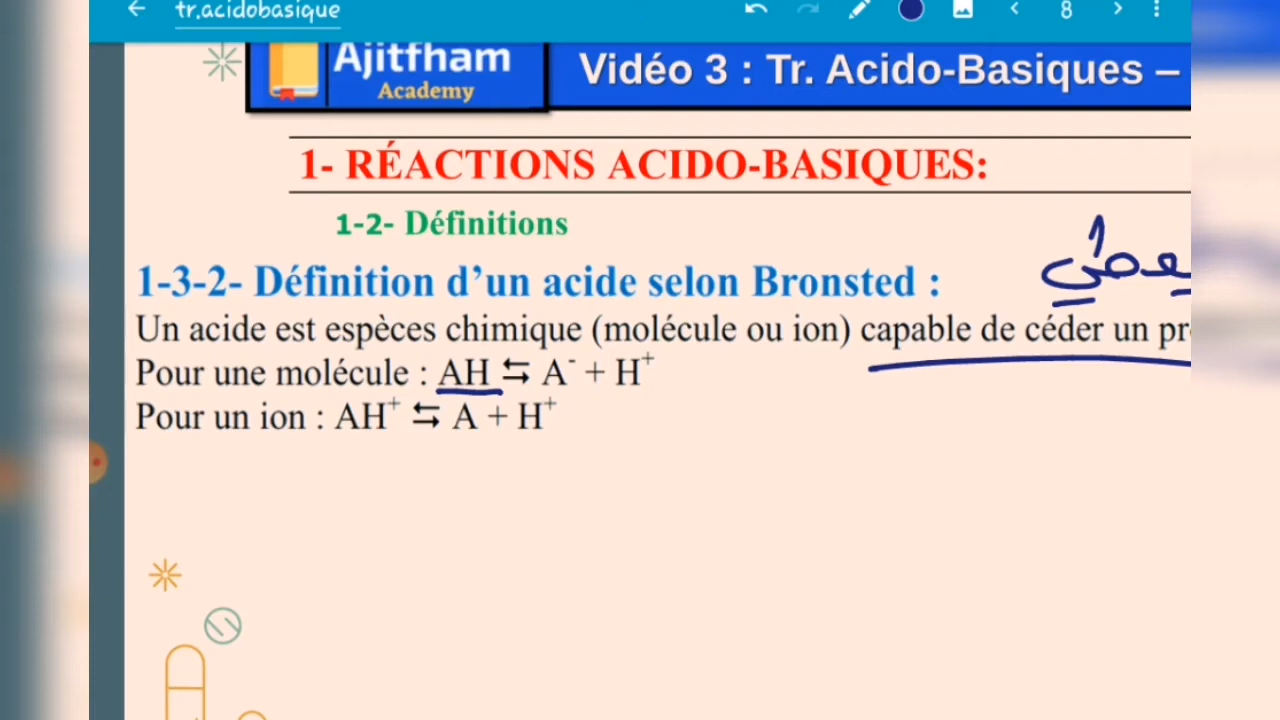 tr.acidobasique
8
Ajitfham
Academy
Vidéo 3 : Tr. Acido-Basiques –
1- RÉACTIONS ACIDO-BASIQUES:
1-2- Définitions
1-3-2- Définition d’un acide selon Bronsted :
Un acide est espèces chimique (molécule ou ion) capable de céder un pr
Pour une molécule : AH ⇆ A⁻ + H⁺
Pour un ion : AH⁺ ⇆ A + H⁺